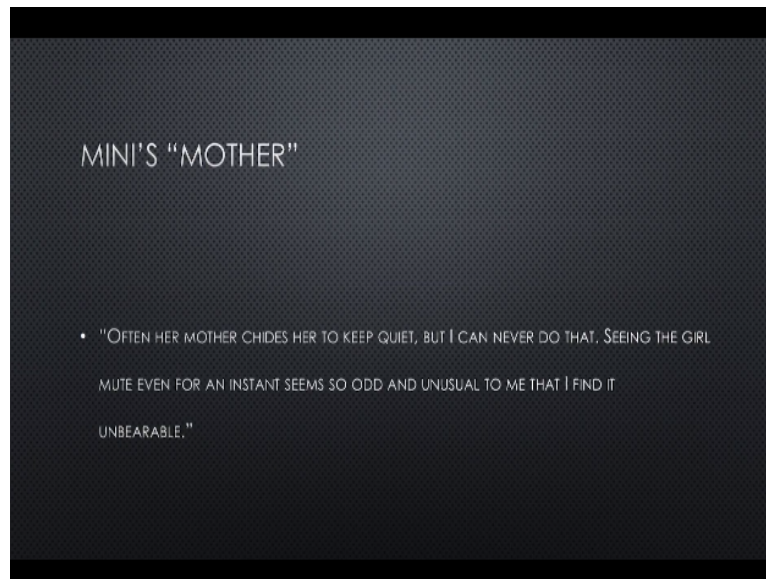 MINI'S “MOTHER”
• "OFTEN HER MOTHER CHIDES HER TO KEEP QUIET, BUT I CAN NEVER DO THAT. SEEING THE GIRL
MUTE EVEN FOR AN INSTANT SEEMS SO ODD AND UNUSUAL TO ME THAT I FIND IT
UNBEARABLE."